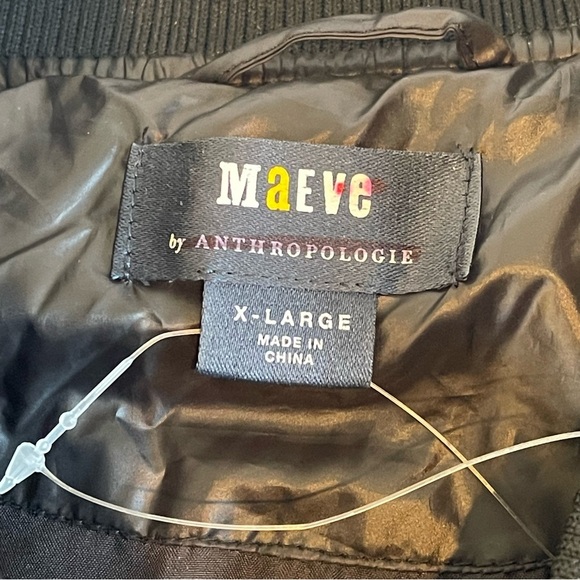 MaEve
by ANTHROPOLOGIE
X-LARGE
MADE IN
CHINA